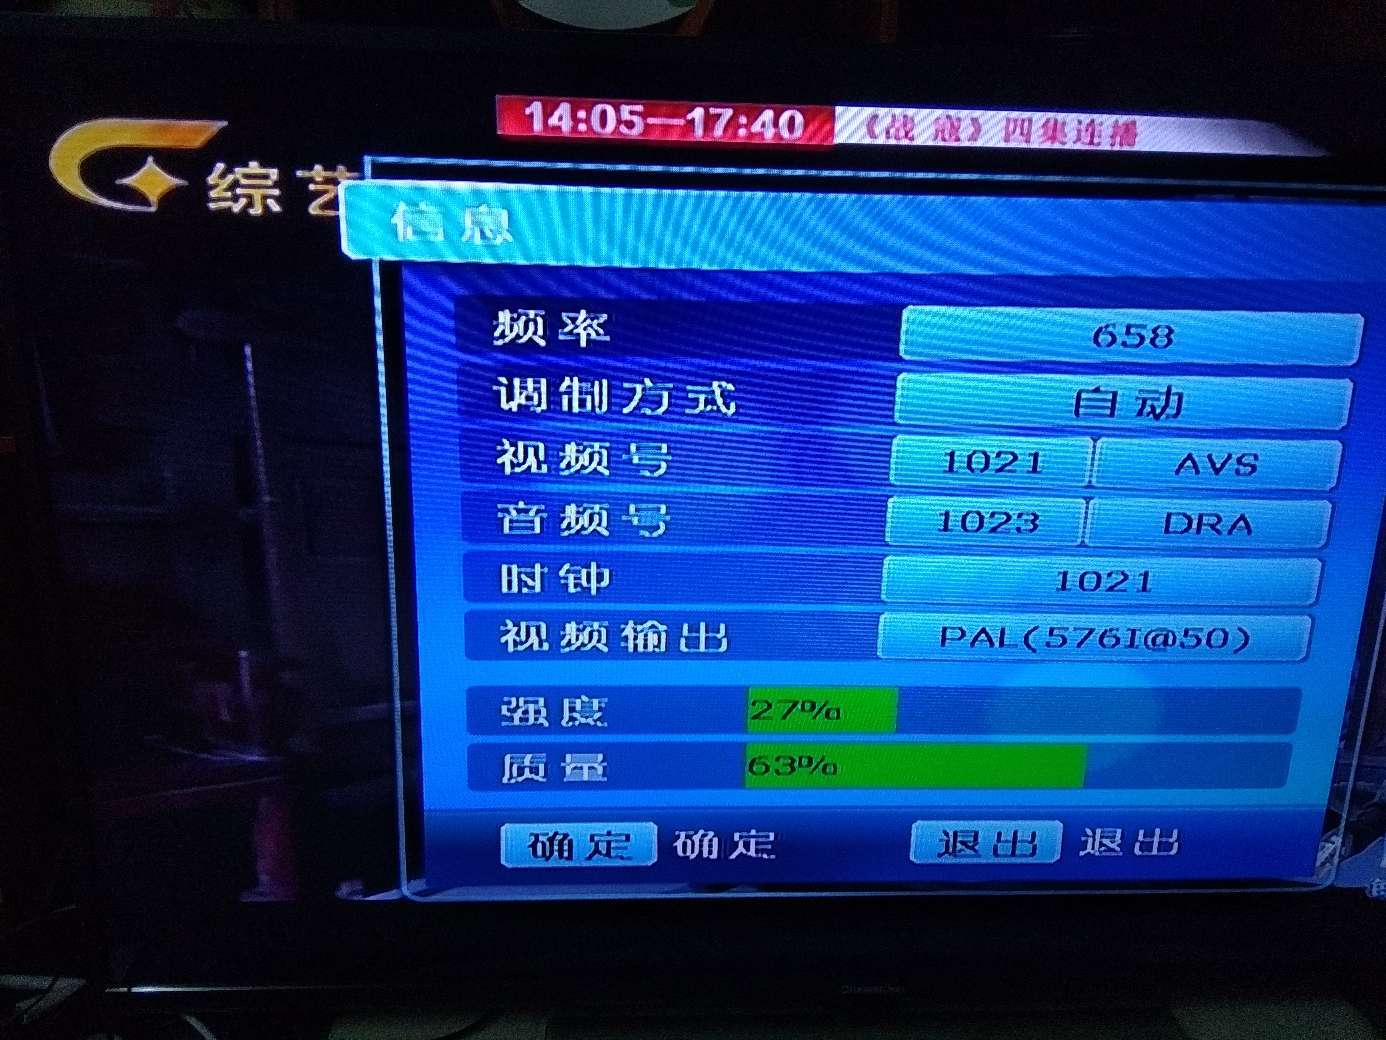 14:05—17:40 《战 寇》四集连播
综艺
信息
频率 658
调制方式 自动
视频号 1021 AVS
音频号 1023 DRA
时钟 1021
视频输出 PAL(576I@50)
强度 27%
质量 63%
确定 确定 退出 退出